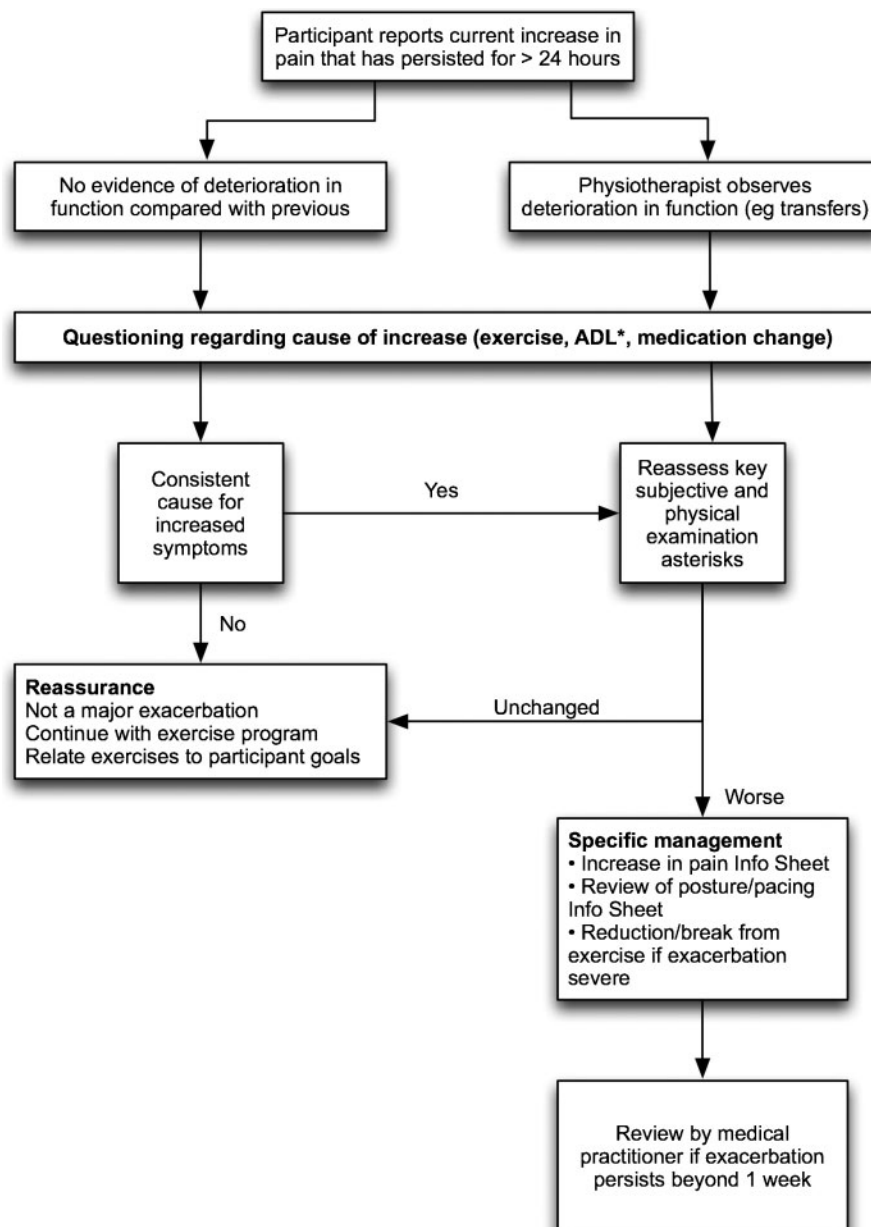 Participant reports current increase in
pain that has persisted for > 24 hours
No evidence of deterioration in
function compared with previous
Physiotherapist observes
deterioration in function (eg transfers)
Questioning regarding cause of increase (exercise, ADL*, medication change)
Consistent
cause for
increased
symptoms
Yes
Reassess key
subjective and
physical
examination
asterisks
No
Reassurance
Not a major exacerbation
Continue with exercise program
Relate exercises to participant goals
Unchanged
Worse
Specific management
• Increase in pain Info Sheet
• Review of posture/pacing
Info Sheet
• Reduction/break from
exercise if exacerbation
severe
Review by medical
practitioner if exacerbation
persists beyond 1 week